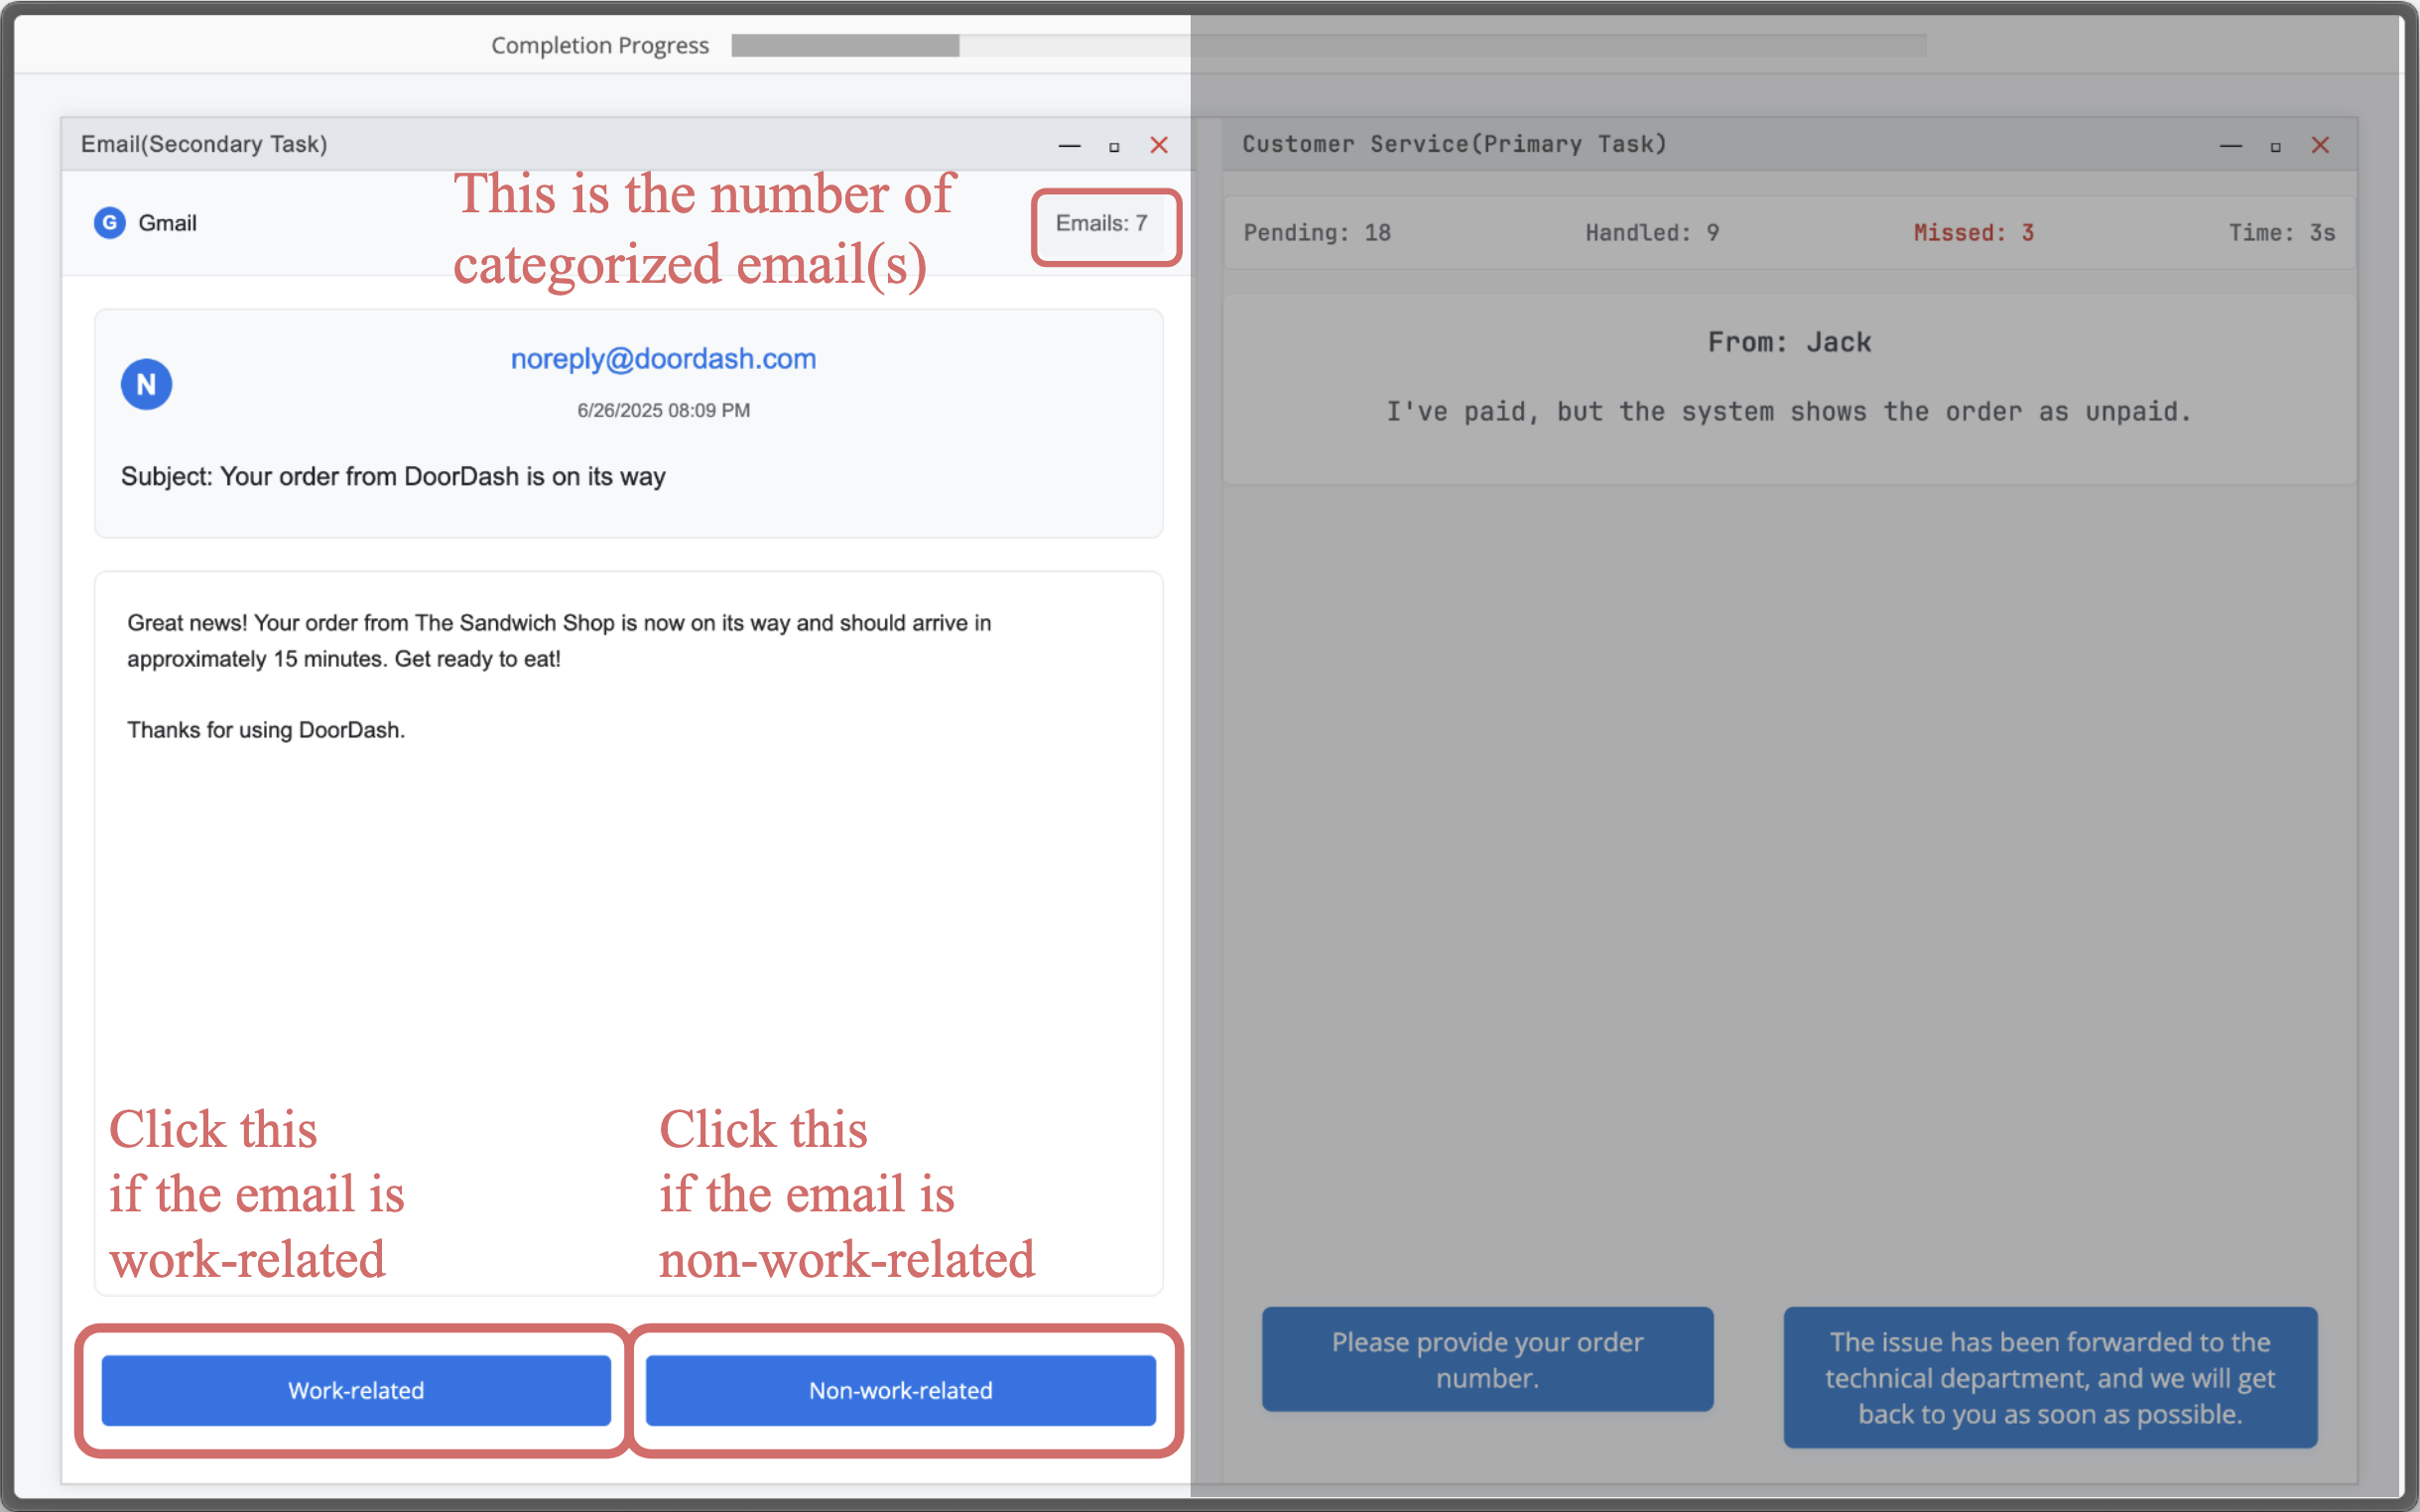 Completion Progress
Email(Secondary Task)
G Gmail
This is the number of
categorized email(s)
Emails: 7
N
noreply@doordash.com
6/26/2025 08:09 PM
Subject: Your order from DoorDash is on its way
Great news! Your order from The Sandwich Shop is now on its way and should arrive in
approximately 15 minutes. Get ready to eat!
Thanks for using DoorDash.
Click this
if the email is
work-related
Click this
if the email is
non-work-related
Work-related
Non-work-related
Customer Service(Primary Task)
Pending: 18
Handled: 9
Missed: 3
Time: 3s
From: Jack
I've paid, but the system shows the order as unpaid.
Please provide your order
number.
The issue has been forwarded to the
technical department, and we will get
back to you as soon as possible.